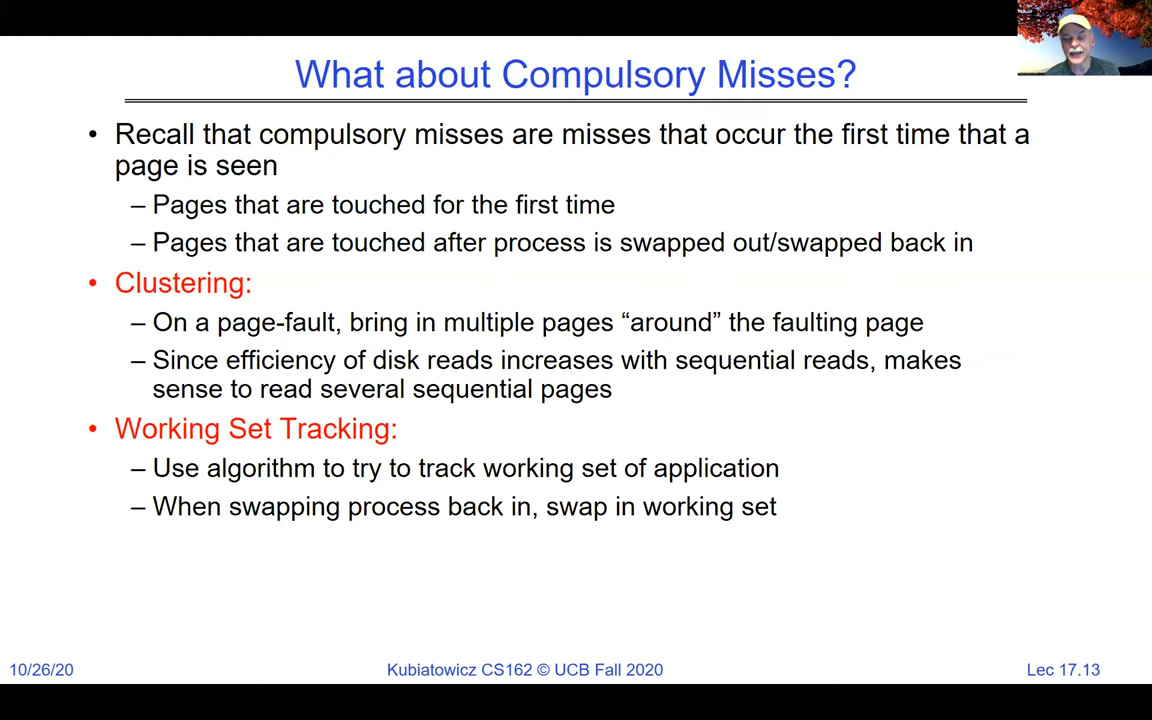 What about Compulsory Misses?
• Recall that compulsory misses are misses that occur the first time that a
page is seen
– Pages that are touched for the first time
– Pages that are touched after process is swapped out/swapped back in
• Clustering:
– On a page-fault, bring in multiple pages “around” the faulting page
– Since efficiency of disk reads increases with sequential reads, makes
sense to read several sequential pages
• Working Set Tracking:
– Use algorithm to try to track working set of application
– When swapping process back in, swap in working set
10/26/20
Kubiatowicz CS162 © UCB Fall 2020
Lec 17.13